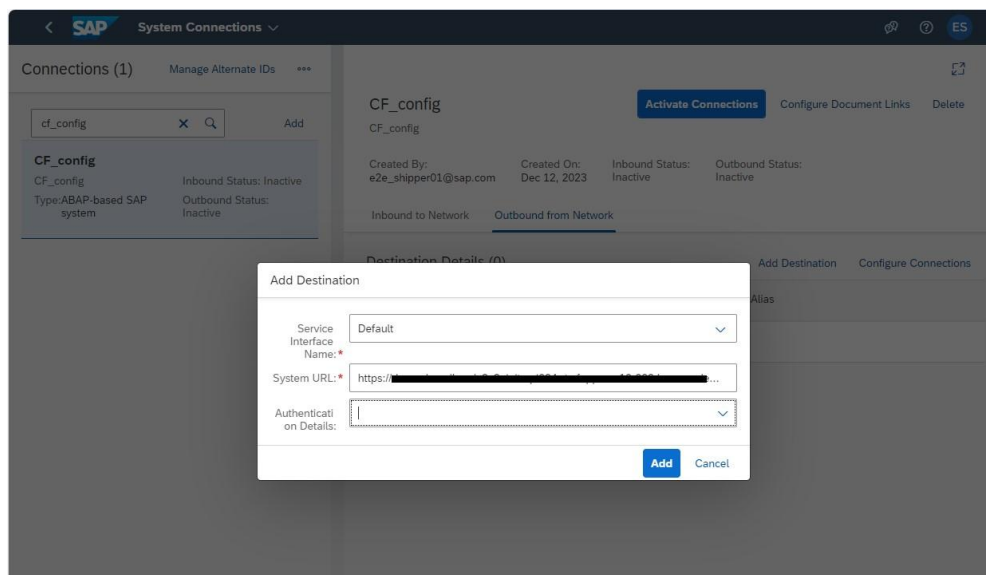 SAP System Connections
ES
Connections (1) Manage Alternate IDs
cf_config Add
CF_config
CF_config Inbound Status: Inactive
Type:ABAP-based SAP system Outbound Status: Inactive
CF_config Activate Connections Configure Document Links Delete
CF_config
Created By: Created On: Inbound Status: Outbound Status:
e2e_shipper01@sap.com Dec 12, 2023 Inactive Inactive
Inbound to Network Outbound from Network
Destination Details (0) Add Destination Configure Connections
Alias
Add Destination
Service Interface Name:* Default
System URL:* https://
Authenticati
on Details:
Add Cancel